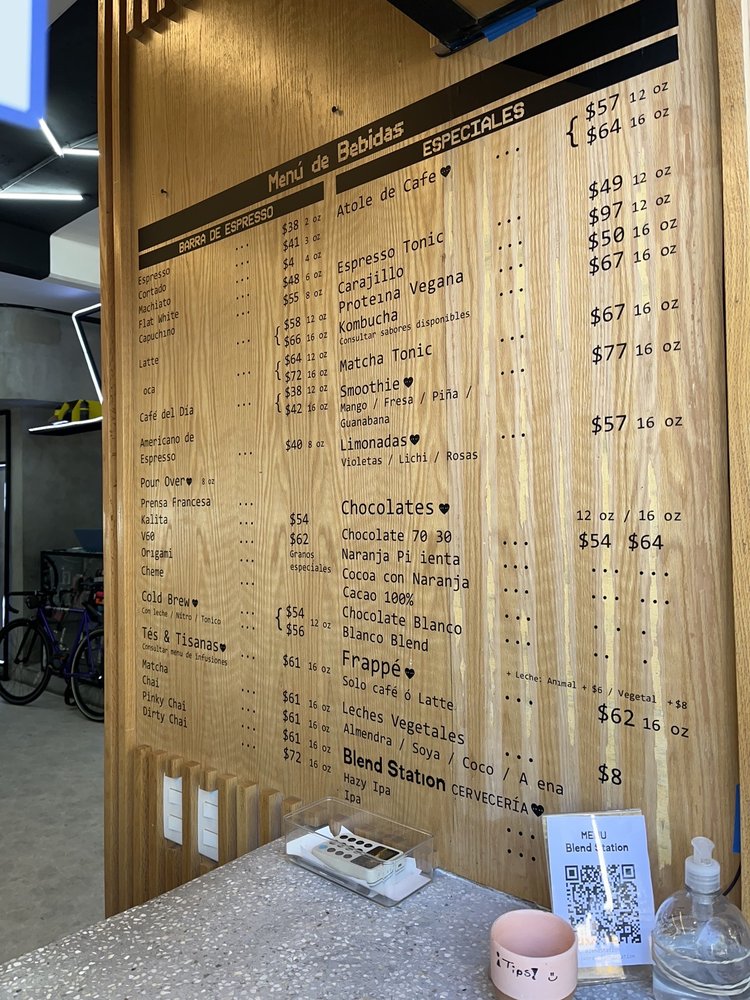 Menú de Bebidas
BARRA DE ESPRESSO
Espresso ... $38 2 oz
Cortado ... $41 3 oz
Machiato ... $4 4 oz
Flat White ... $48 6 oz
Capuchino ... $55 8 oz
Latte ... { $58 12 oz
$66 16 oz
oca ... { $64 12 oz
$72 16 oz
Café del Día ... { $38 12 oz
$42 16 oz
Americano de
Espresso ... $40 8 oz
Pour Over 8 oz
Prensa Francesa ...
Kalita ... $54
V60 ... $62
Origami ... Granos
Cheme ... especiales
Cold Brew ... { $54 12 oz
Con leche / Nitro / Tonico $56
Tés & Tisanas ... $61 16 oz
Consultar menu de infusiones
Matcha ... $61 16 oz
Chai ... $61 16 oz
Pinky Chai ... $61 16 oz
Dirty Chai ... $72 16 oz
ESPECIALES
Atole de Cafe ... { $57 12 oz
$64 16 oz
Espresso Tonic ... $49 12 oz
Carajillo ... $97 12 oz
Proteina Vegana ... $50 16 oz
Kombucha ... $67 16 oz
Consultar sabores disponibles
Matcha Tonic ... $67 16 oz
Smoothie ... $77 16 oz
Mango / Fresa / Piña /
Guanabana
Limonadas ... $57 16 oz
Violetas / Lichi / Rosas
Chocolates 12 oz / 16 oz
Chocolate 70 30 ... $54 $64
Naranja Pi ienta ... ... ...
Cocoa con Naranja ... ... ...
Cacao 100% ... ... ...
Chocolate Blanco ... .. ..
Blanco Blend ... . .
+ Leche: Animal + $6 / Vegetal + $8
Frappé ... $62 16 oz
Solo café ó Latte
Leches Vegetales ... $8
Almendra / Soya / Coco / A ena
Blend Station CERVECERÍA
Hazy Ipa ...
Ipa ...
MENU
Blend Station
¡Tips!